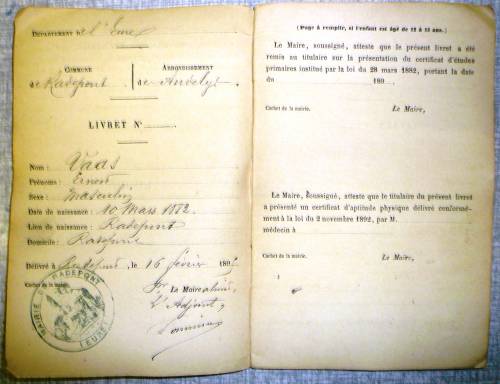 DÉPARTEMENT de l'Eure
COMMUNE
de Radepont
ARRONDISSEMENT
de Andelys
LIVRET N°
Nom : Vaas
Prénoms : Ernest
Sexe : Masculin
Date de naissance : 10 Mars 1882
Lieu de naissance : Radepont
Domicile : Radepont
Délivré à Radepont, le 16 février 189
Cachet de la mairie.
Le Maire
L'Adjoint,
MAIRIE RADEPONT
(EURE)
(Page à remplir, si l'enfant est âgé de 12 à 13 ans.)
Le Maire, soussigné, atteste que le présent livret a été
remis au titulaire sur la présentation du certificat d'études
primaires institué par la loi du 28 mars 1882, portant la date
du 189
Cachet de la mairie.
Le Maire,
Le Maire, soussigné, atteste que le titulaire du présent livret
a présenté un certificat d'aptitude physique délivré conformé-
ment à la loi du 2 novembre 1892, par M.
médecin à
Cachet de la mairie.
Le Maire,